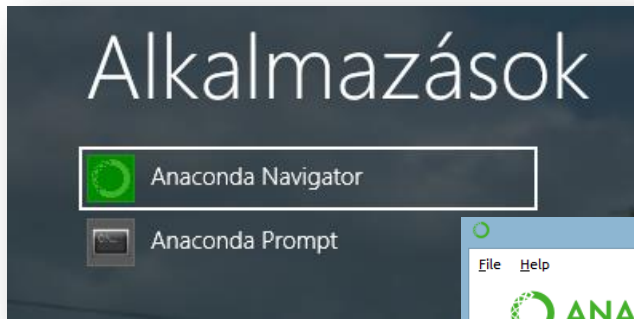 Alkalmazások
Anaconda Navigator
Anaconda Prompt
File Help
ANA